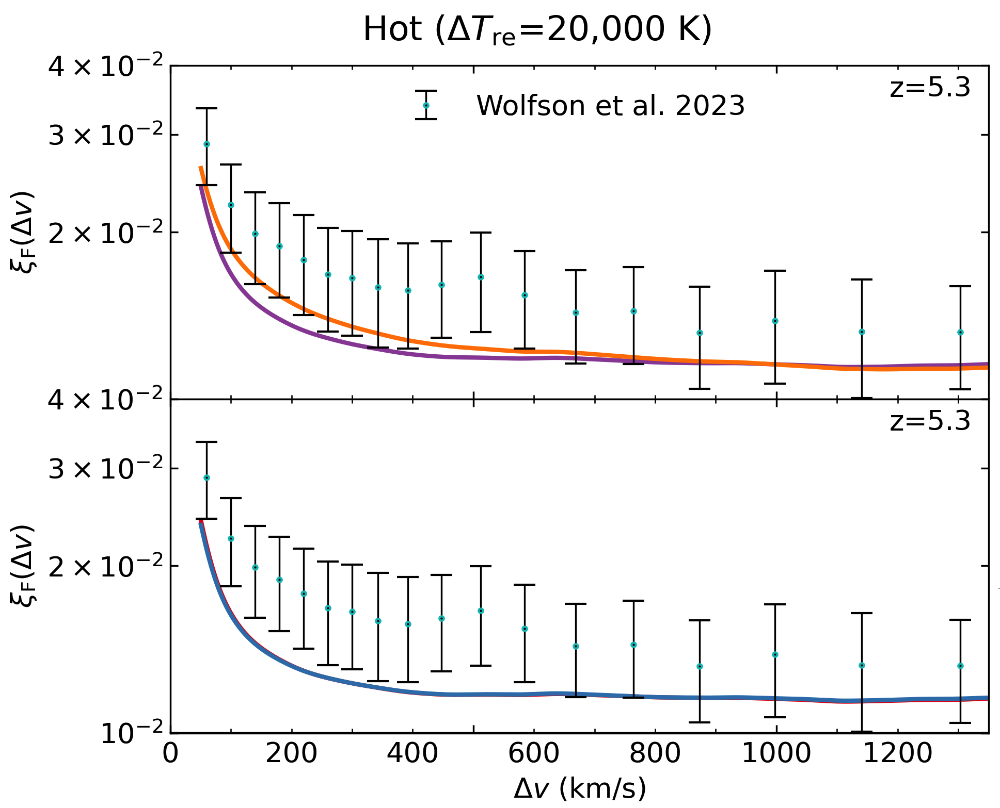 Hot (ΔT_re=20,000 K)
4×10⁻²
z=5.3
Wolfson et al. 2023
3×10⁻²
2×10⁻²
ξ_F(Δv)
4×10⁻²
z=5.3
3×10⁻²
2×10⁻²
ξ_F(Δv)
10⁻²
0 200 400 600 800 1000 1200
Δv (km/s)